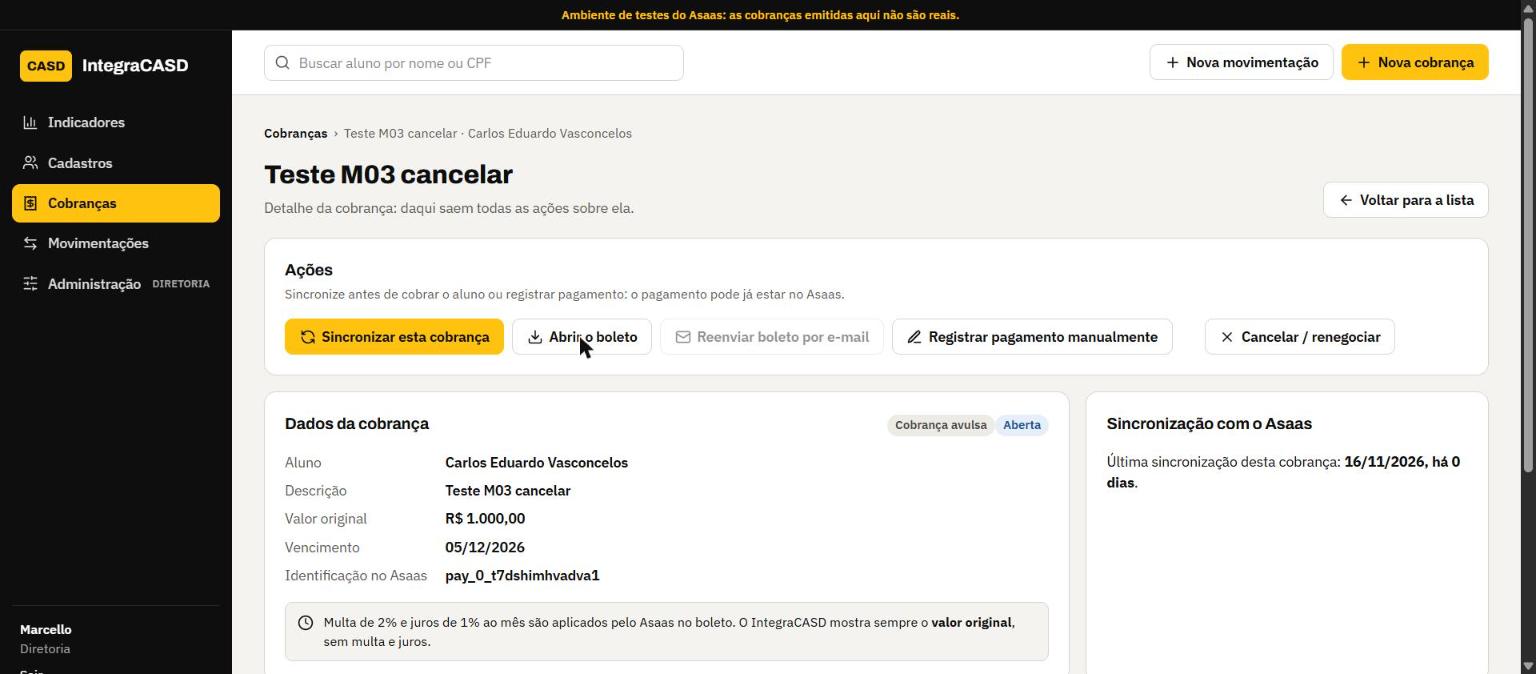 Ambiente de testes do Asaas: as cobranças emitidas aqui não são reais.
CASD IntegraCASD
Buscar aluno por nome ou CPF
Nova movimentação
Nova cobrança
Indicadores
Cadastros
Cobranças
Movimentações
Administração DIRETORIA
Marcello
Diretoria
Cobranças › Teste M03 cancelar · Carlos Eduardo Vasconcelos
Teste M03 cancelar
Detalhe da cobrança: daqui saem todas as ações sobre ela.
Voltar para a lista
Ações
Sincronize antes de cobrar o aluno ou registrar pagamento: o pagamento pode já estar no Asaas.
Sincronizar esta cobrança
Abrir o boleto
Reenviar boleto por e-mail
Registrar pagamento manualmente
Cancelar / renegociar
Dados da cobrança
Cobrança avulsa
Aberta
Aluno Carlos Eduardo Vasconcelos
Descrição Teste M03 cancelar
Valor original R$ 1.000,00
Vencimento 05/12/2026
Identificação no Asaas pay_0_t7dshimhvadva1
Multa de 2% e juros de 1% ao mês são aplicados pelo Asaas no boleto. O IntegraCASD mostra sempre o valor original,
sem multa e juros.
Sincronização com o Asaas
Última sincronização desta cobrança: 16/11/2026, há 0
dias.